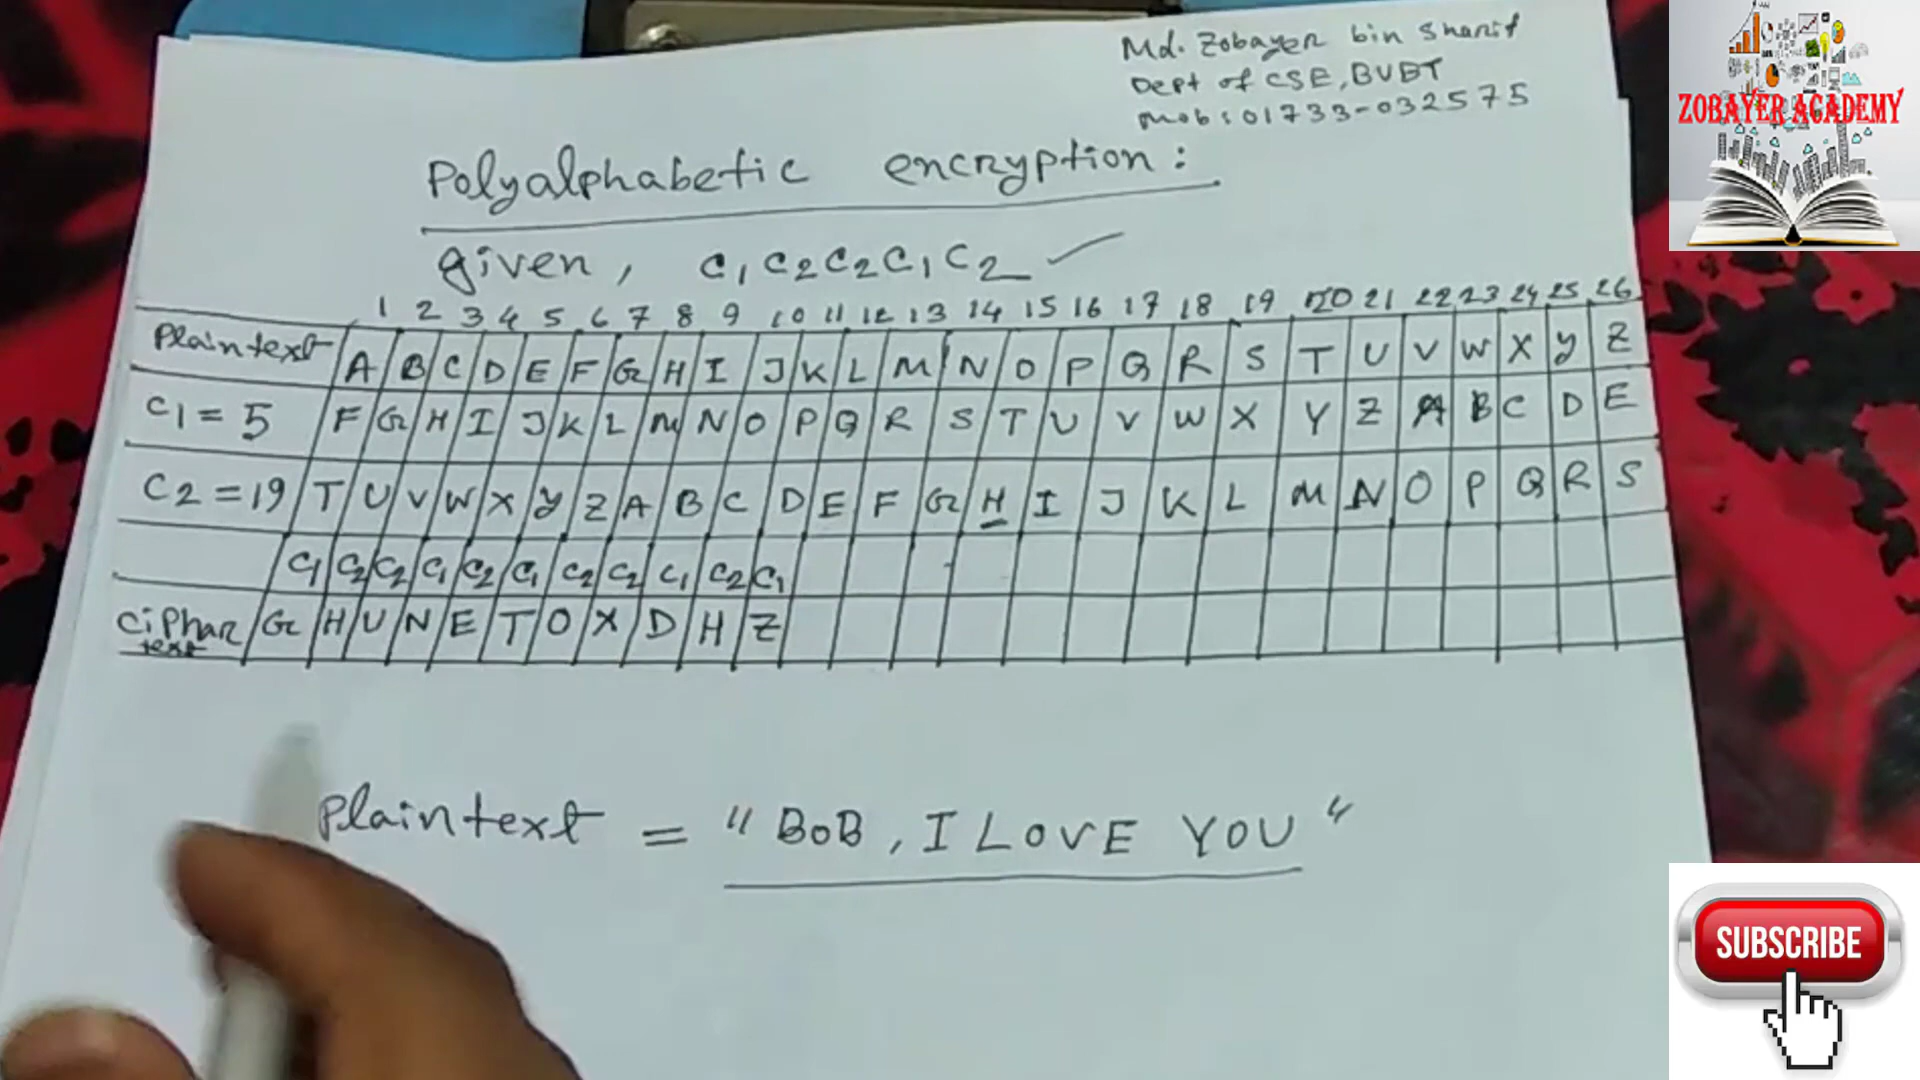 Md. Zobayer bin Sharif
Dept of CSE, BUBT
Mob: 01733-032575
ZOBAYER ACADEMY
Polyalphabetic encryption:
given, C1 C2 C2 C1 C2
1 2 3 4 5 6 7 8 9 10 11 12 13 14 15 16 17 18 19 20 21 22 23 24 25 26
Plaintext A B C D E F G H I J K L M N O P Q R S T U V W X Y Z
C1 = 5 F G H I J K L M N O P Q R S T U V W X Y Z A B C D E
C2 = 19 T U V W X Y Z A B C D E F G H I J K L M N O P Q R S
C1 C2 C2 C1 C2 C1 C2 C2 C1 C2 C1
Ciphar text G H U N E T O X D H Z
Plaintext = "BOB, I LOVE YOU"
SUBSCRIBE